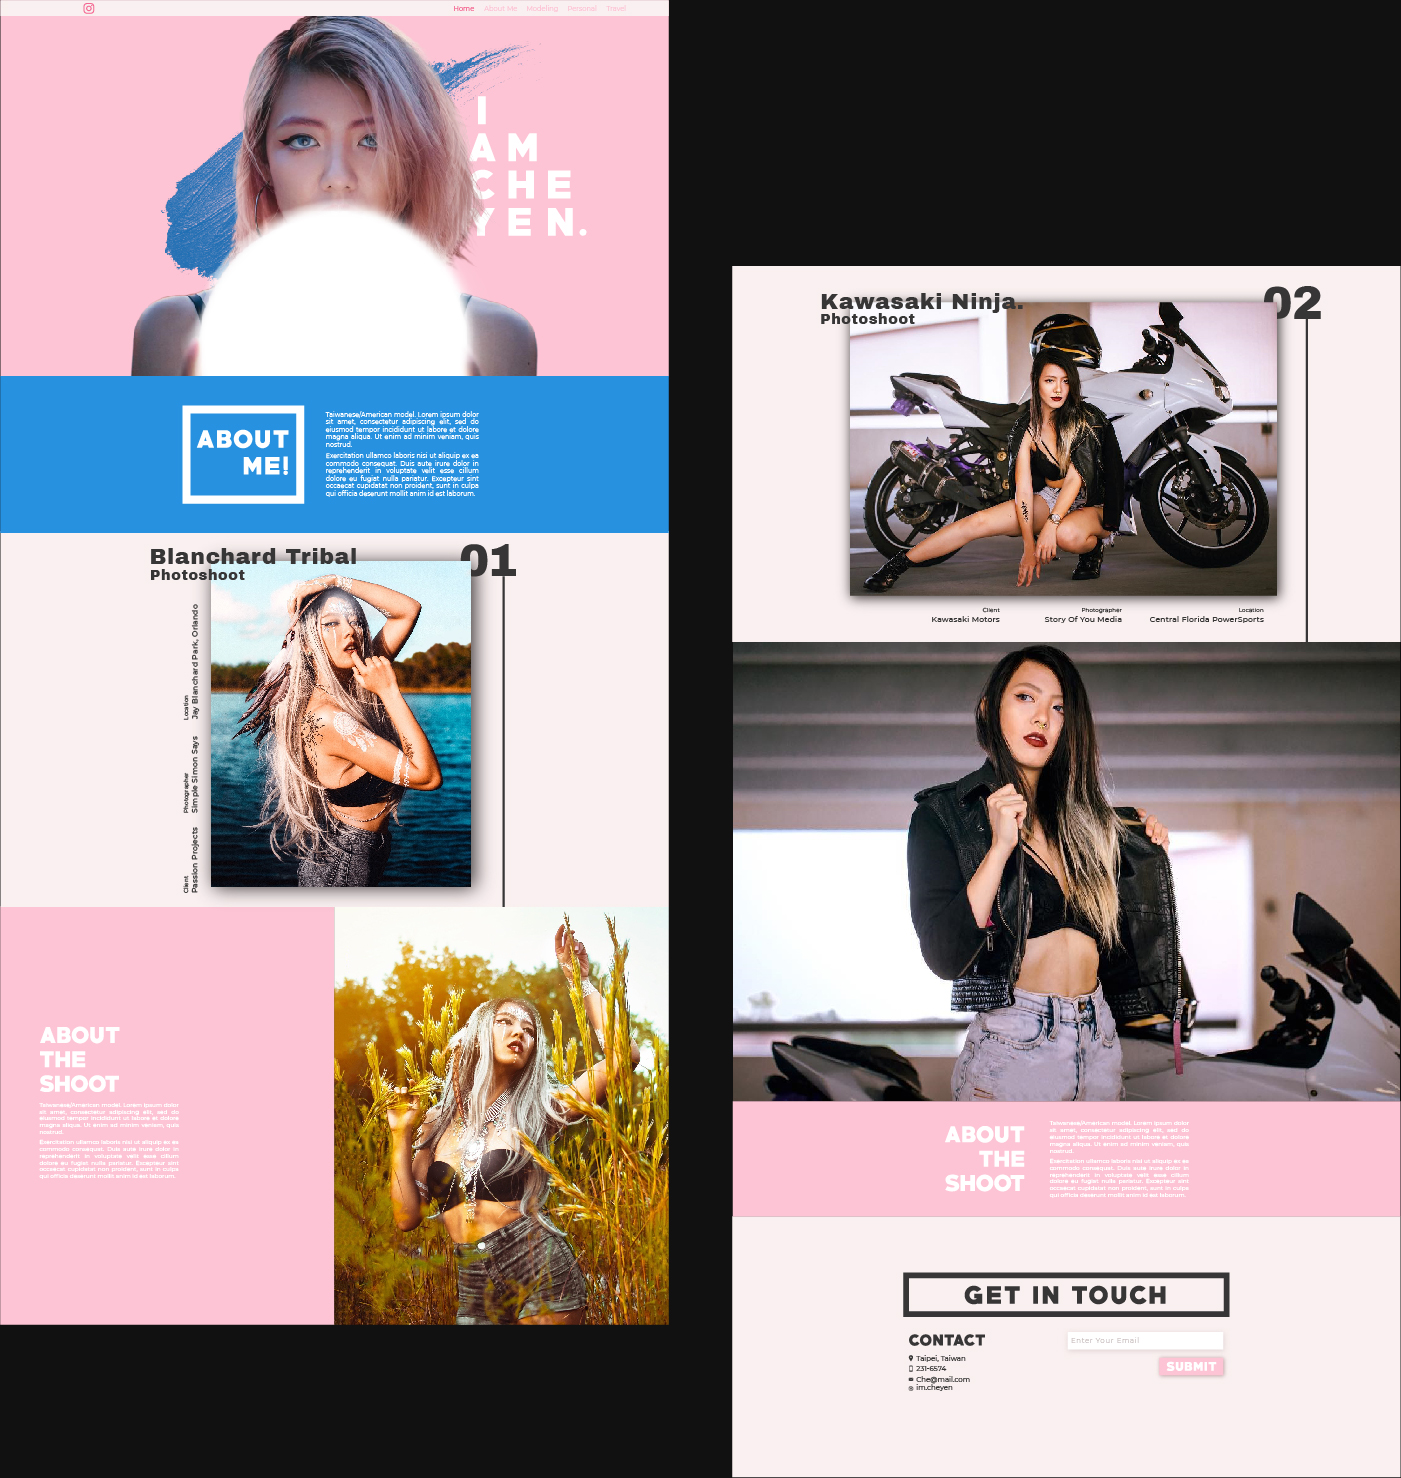 Home About Me Modeling Personal Travel
I
AM
CHE
YEN.
ABOUT
ME!
Taiwanese/American model. Lorem ipsum dolor
sit amet, consectetur adipiscing elit, sed do
eiusmod tempor incididunt ut labore et dolore
magna aliqua. Ut enim ad minim veniam, quis
nostrud.
Exercitation ullamco laboris nisi ut aliquip ex ea
commodo consequat. Duis aute irure dolor in
reprehenderit in voluptate velit esse cillum
dolore eu fugiat nulla pariatur. Excepteur sint
occaecat cupidatat non proident, sunt in culpa
qui officia deserunt mollit anim id est laborum.
Blanchard Tribal
Photoshoot
01
Location
Jay Blanchard Park, Orlando
Photographer
Simple Simon Says
Client
Passion Projects
ABOUT
THE
SHOOT
Taiwanese/American model. Lorem ipsum dolor
sit amet, consectetur adipiscing elit, sed do
eiusmod tempor incididunt ut labore et dolore
magna aliqua. Ut enim ad minim veniam, quis
nostrud.
Exercitation ullamco laboris nisi ut aliquip ex ea
commodo consequat. Duis aute irure dolor in
reprehenderit in voluptate velit esse cillum
dolore eu fugiat nulla pariatur. Excepteur sint
occaecat cupidatat non proident, sunt in culpa
qui officia deserunt mollit anim id est laborum.
Kawasaki Ninja.
Photoshoot
02
Client
Kawasaki Motors
Photographer
Story Of You Media
Location
Central Florida PowerSports
ABOUT
THE
SHOOT
Taiwanese/American model. Lorem ipsum dolor
sit amet, consectetur adipiscing elit, sed do
eiusmod tempor incididunt ut labore et dolore
magna aliqua. Ut enim ad minim veniam, quis
nostrud.
Exercitation ullamco laboris nisi ut aliquip ex ea
commodo consequat. Duis aute irure dolor in
reprehenderit in voluptate velit esse cillum
dolore eu fugiat nulla pariatur. Excepteur sint
occaecat cupidatat non proident, sunt in culpa
qui officia deserunt mollit anim id est laborum.
GET IN TOUCH
CONTACT
Taipei, Taiwan
231-6574
Che@mail.com
im.cheyen
Enter Your Email
SUBMIT